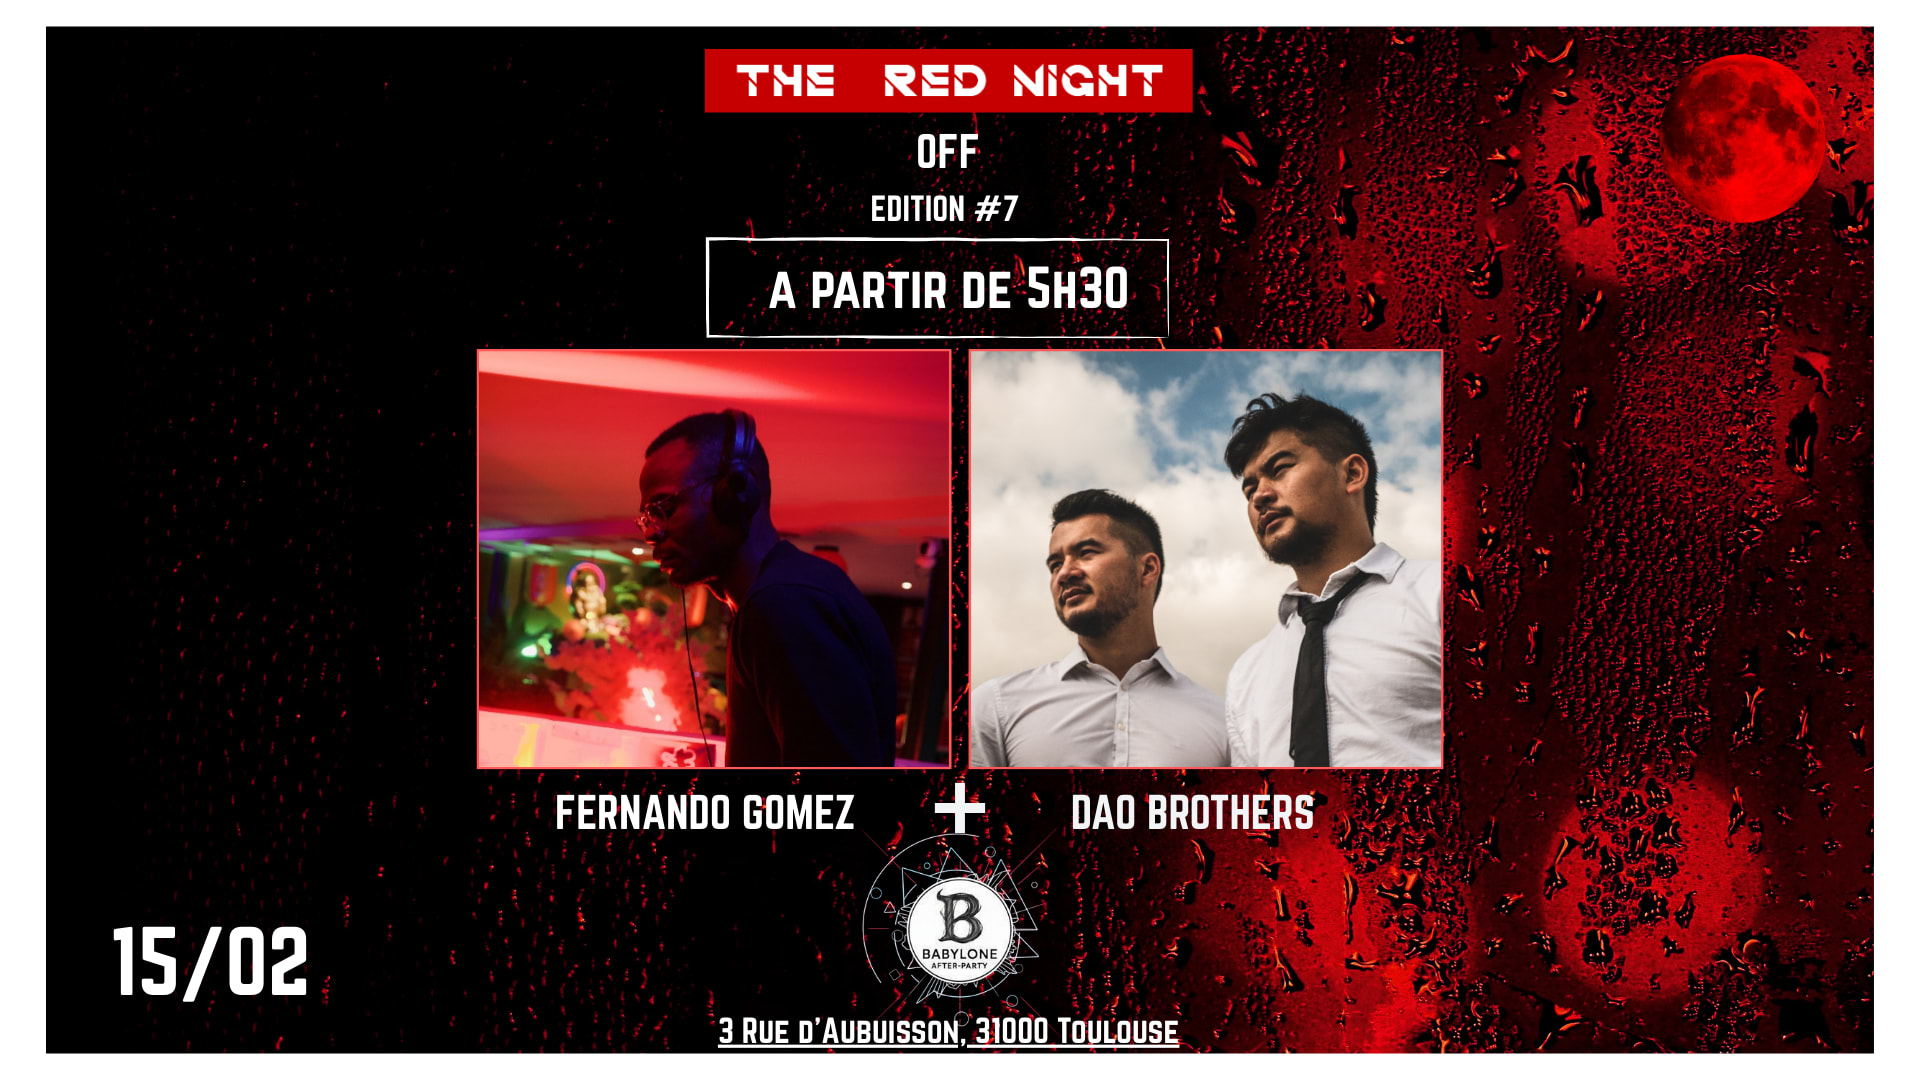 THE RED NIGHT
OFF
EDITION #7
A PARTIR DE 5H30
FERNANDO GOMEZ + DAO BROTHERS
B
BABYLONE
AFTER-PARTY
15/02
3 RUE D'AUBUISSON, 31000 TOULOUSE